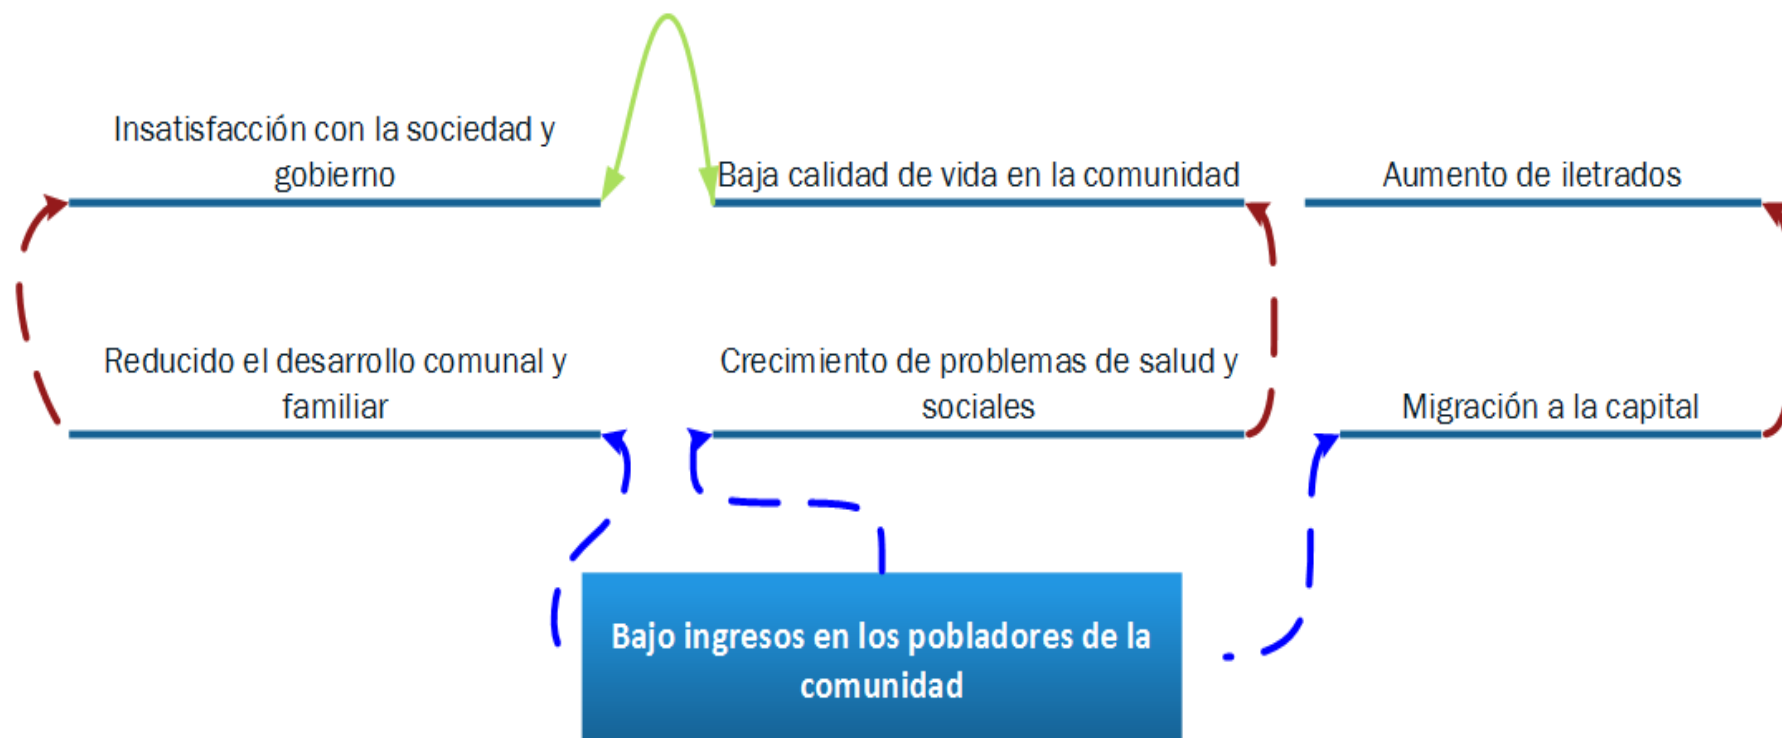 Insatisfacción con la sociedad y
gobierno
Baja calidad de vida en la comunidad
Aumento de iletrados
Reducido el desarrollo comunal y
familiar
Crecimiento de problemas de salud y
sociales
Migración a la capital
Bajo ingresos en los pobladores de la
comunidad